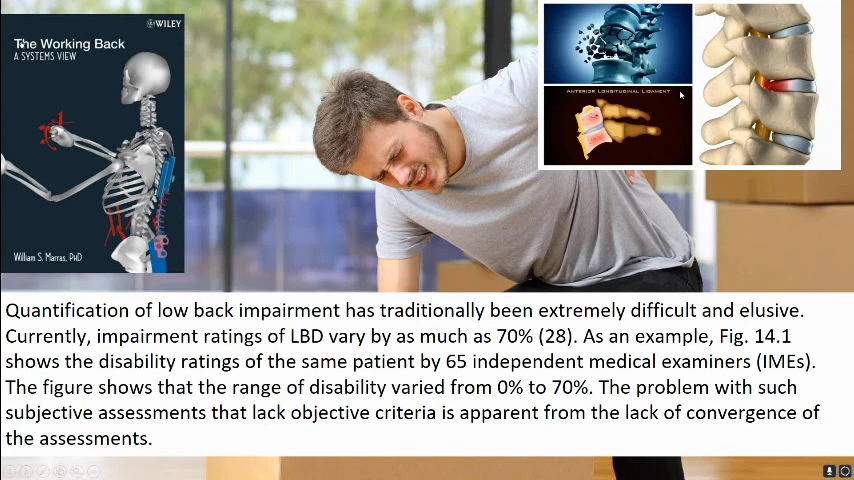 WILEY
The Working Back
A SYSTEMS VIEW
William S. Marras, PhD
ANTERIOR LONGITUDINAL LIGAMENT
Quantification of low back impairment has traditionally been extremely difficult and elusive.
Currently, impairment ratings of LBD vary by as much as 70% (28). As an example, Fig. 14.1
shows the disability ratings of the same patient by 65 independent medical examiners (IMEs).
The figure shows that the range of disability varied from 0% to 70%. The problem with such
subjective assessments that lack objective criteria is apparent from the lack of convergence of
the assessments.